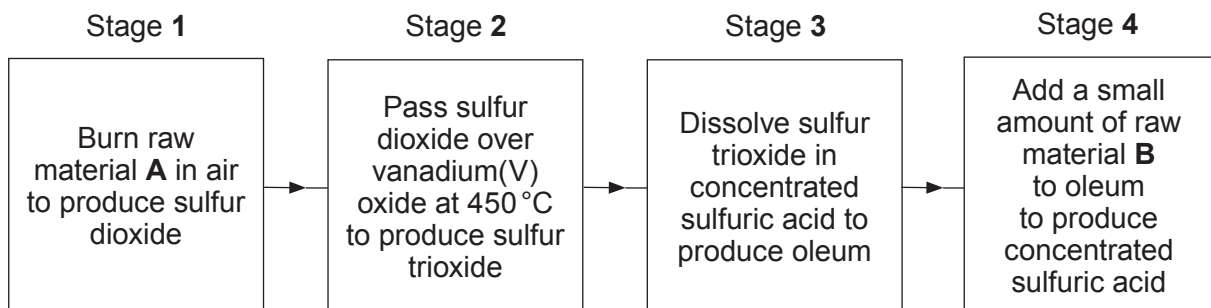 Stage 1
Stage 2
Stage 3
Stage 4
Burn raw
material A in air
to produce sulfur
dioxide
Pass sulfur
dioxide over
vanadium(V)
oxide at 450 °C
to produce sulfur
trioxide
Dissolve sulfur
trioxide in
concentrated
sulfuric acid to
produce oleum
Add a small
amount of raw
material B
to oleum
to produce
concentrated
sulfuric acid